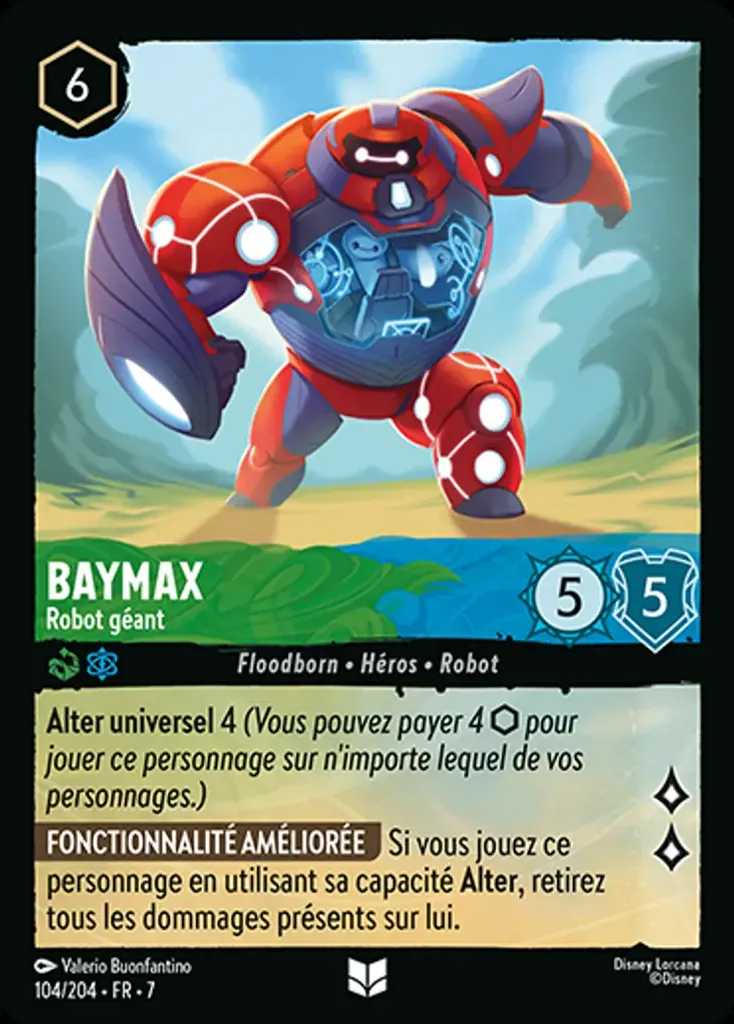 6
BAYMAX
Robot géant
5
5
Floodborn • Héros • Robot
Alter universel 4 (Vous pouvez payer 4 ⬡ pour
jouer ce personnage sur n'importe lequel de vos
personnages.)
FONCTIONNALITÉ AMÉLIORÉE Si vous jouez ce
personnage en utilisant sa capacité Alter, retirez
tous les dommages présents sur lui.
Valerio Buonfantino
104/204 • FR • 7
Disney Lorcana
©Disney